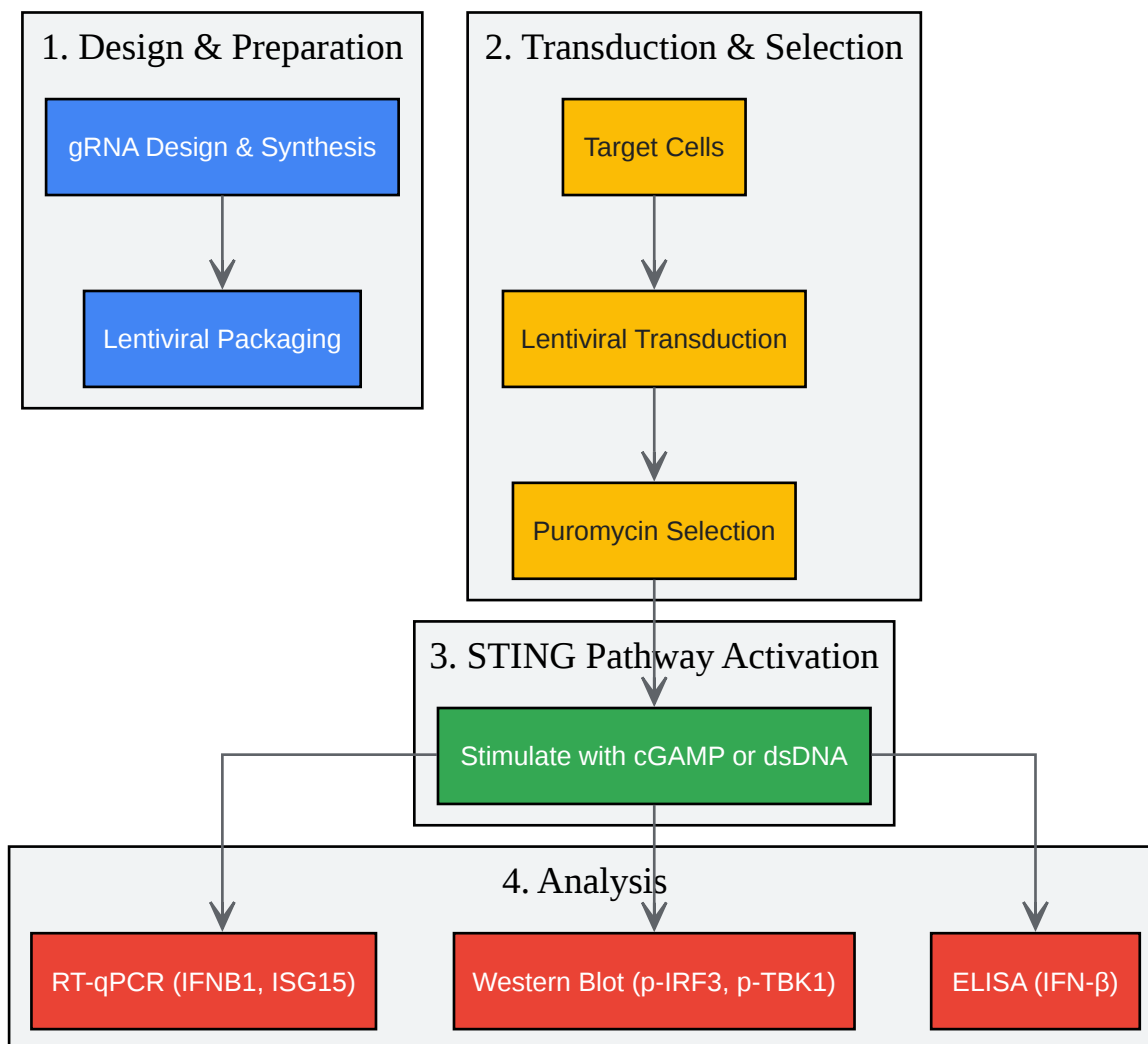 1. Design & Preparation
gRNA Design & Synthesis
Lentiviral Packaging
2. Transduction & Selection
Target Cells
Lentiviral Transduction
Puromycin Selection
3. STING Pathway Activation
Stimulate with cGAMP or dsDNA
4. Analysis
RT-qPCR (IFNB1, ISG15)
Western Blot (p-IRF3, p-TBK1)
ELISA (IFN-β)